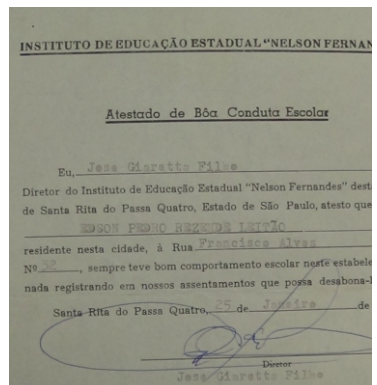 INSTITUTO DE EDUCAÇÃO ESTADUAL "NELSON FERNAN
Atestado de Bôa Conduta Escolar
Eu, Jose Giaretta Filho
Diretor do Instituto de Educação Estadual "Nelson Fernandes" dest
de Santa Rita do Passa Quatro, Estado de São Paulo, atesto que
EDSON PEDRO REZENDE LEITÃO
residente nesta cidade, á Rua Francisco Alves
Nº 32, sempre teve bom comportamento escolar neste estabele
nada registrando em nossos assentamentos que possa desabona-l
Santa Rita do Passa Quatro, 25 de Janeiro de
Diretor
Jose Giaretta Filho